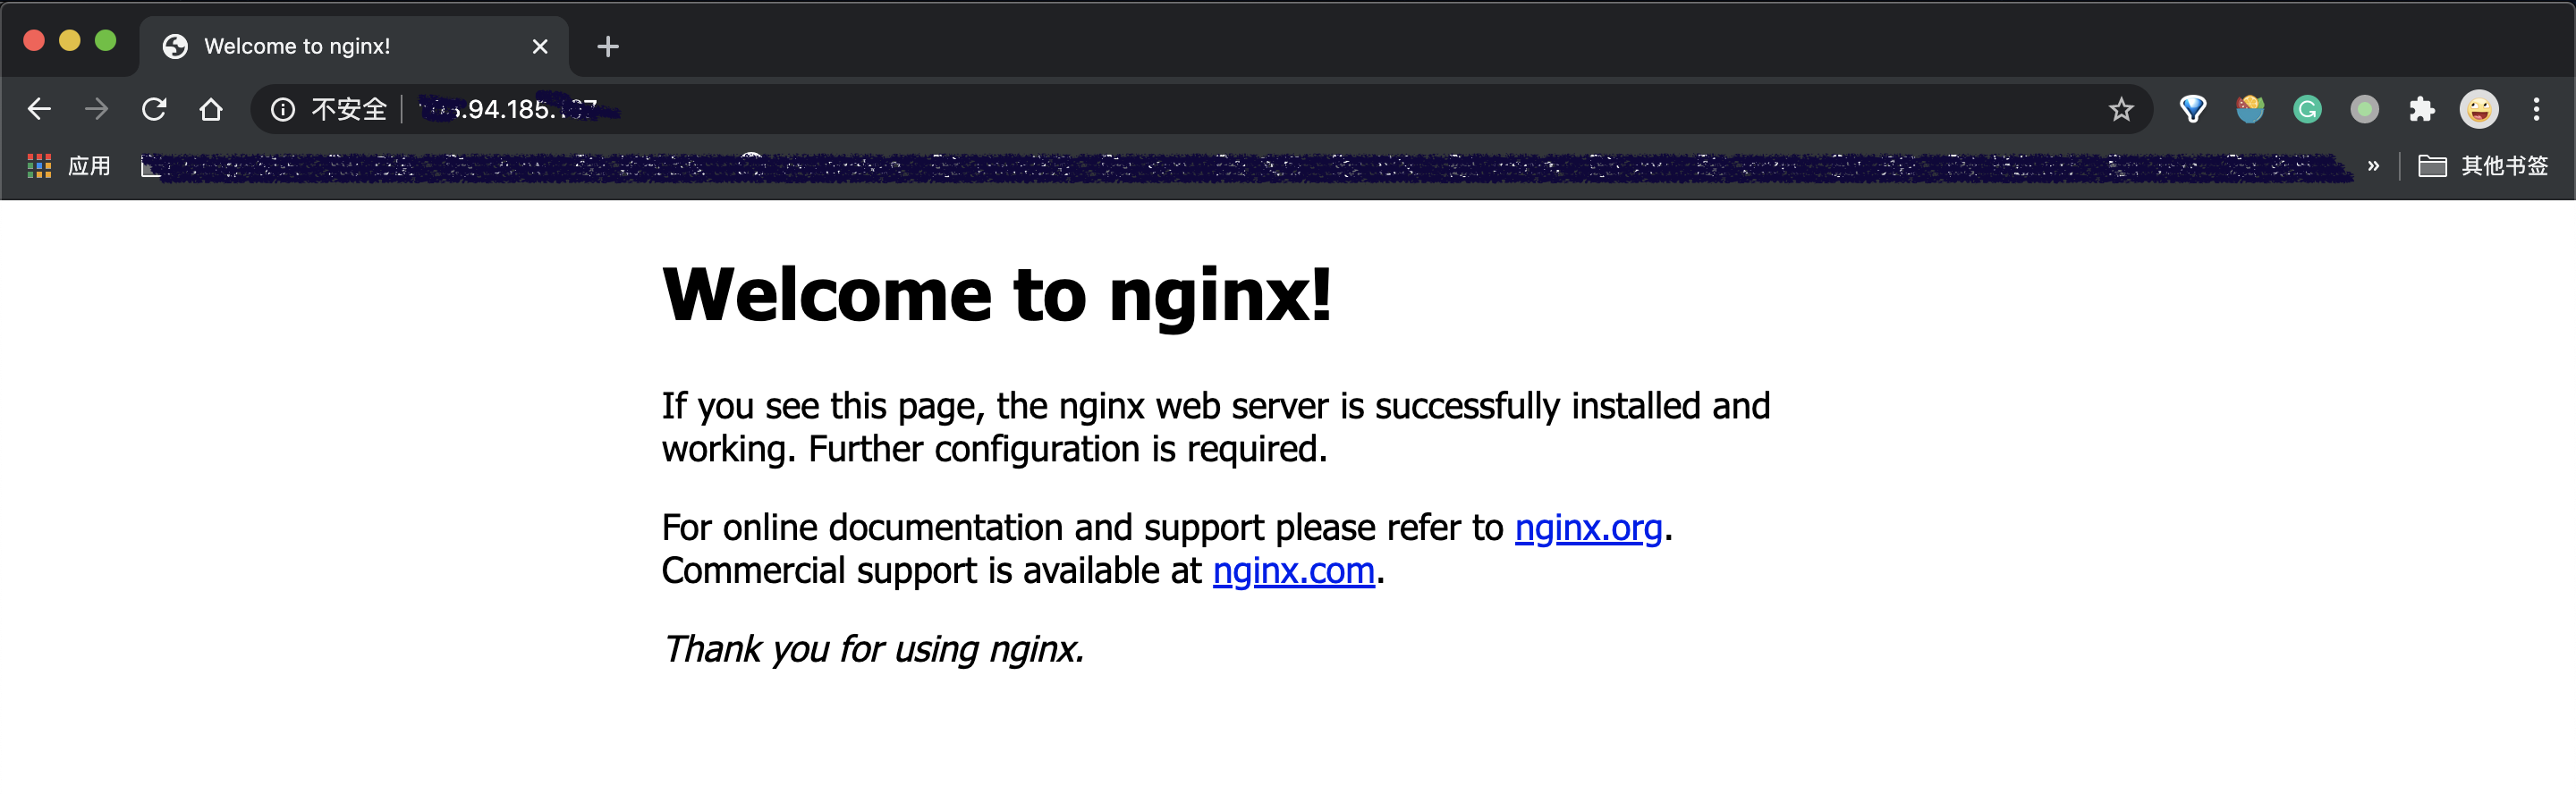 Welcome to nginx!
不安全
.94.185.
应用
»
其他书签
Welcome to nginx!
If you see this page, the nginx web server is successfully installed and
working. Further configuration is required.
For online documentation and support please refer to nginx.org.
Commercial support is available at nginx.com.
Thank you for using nginx.